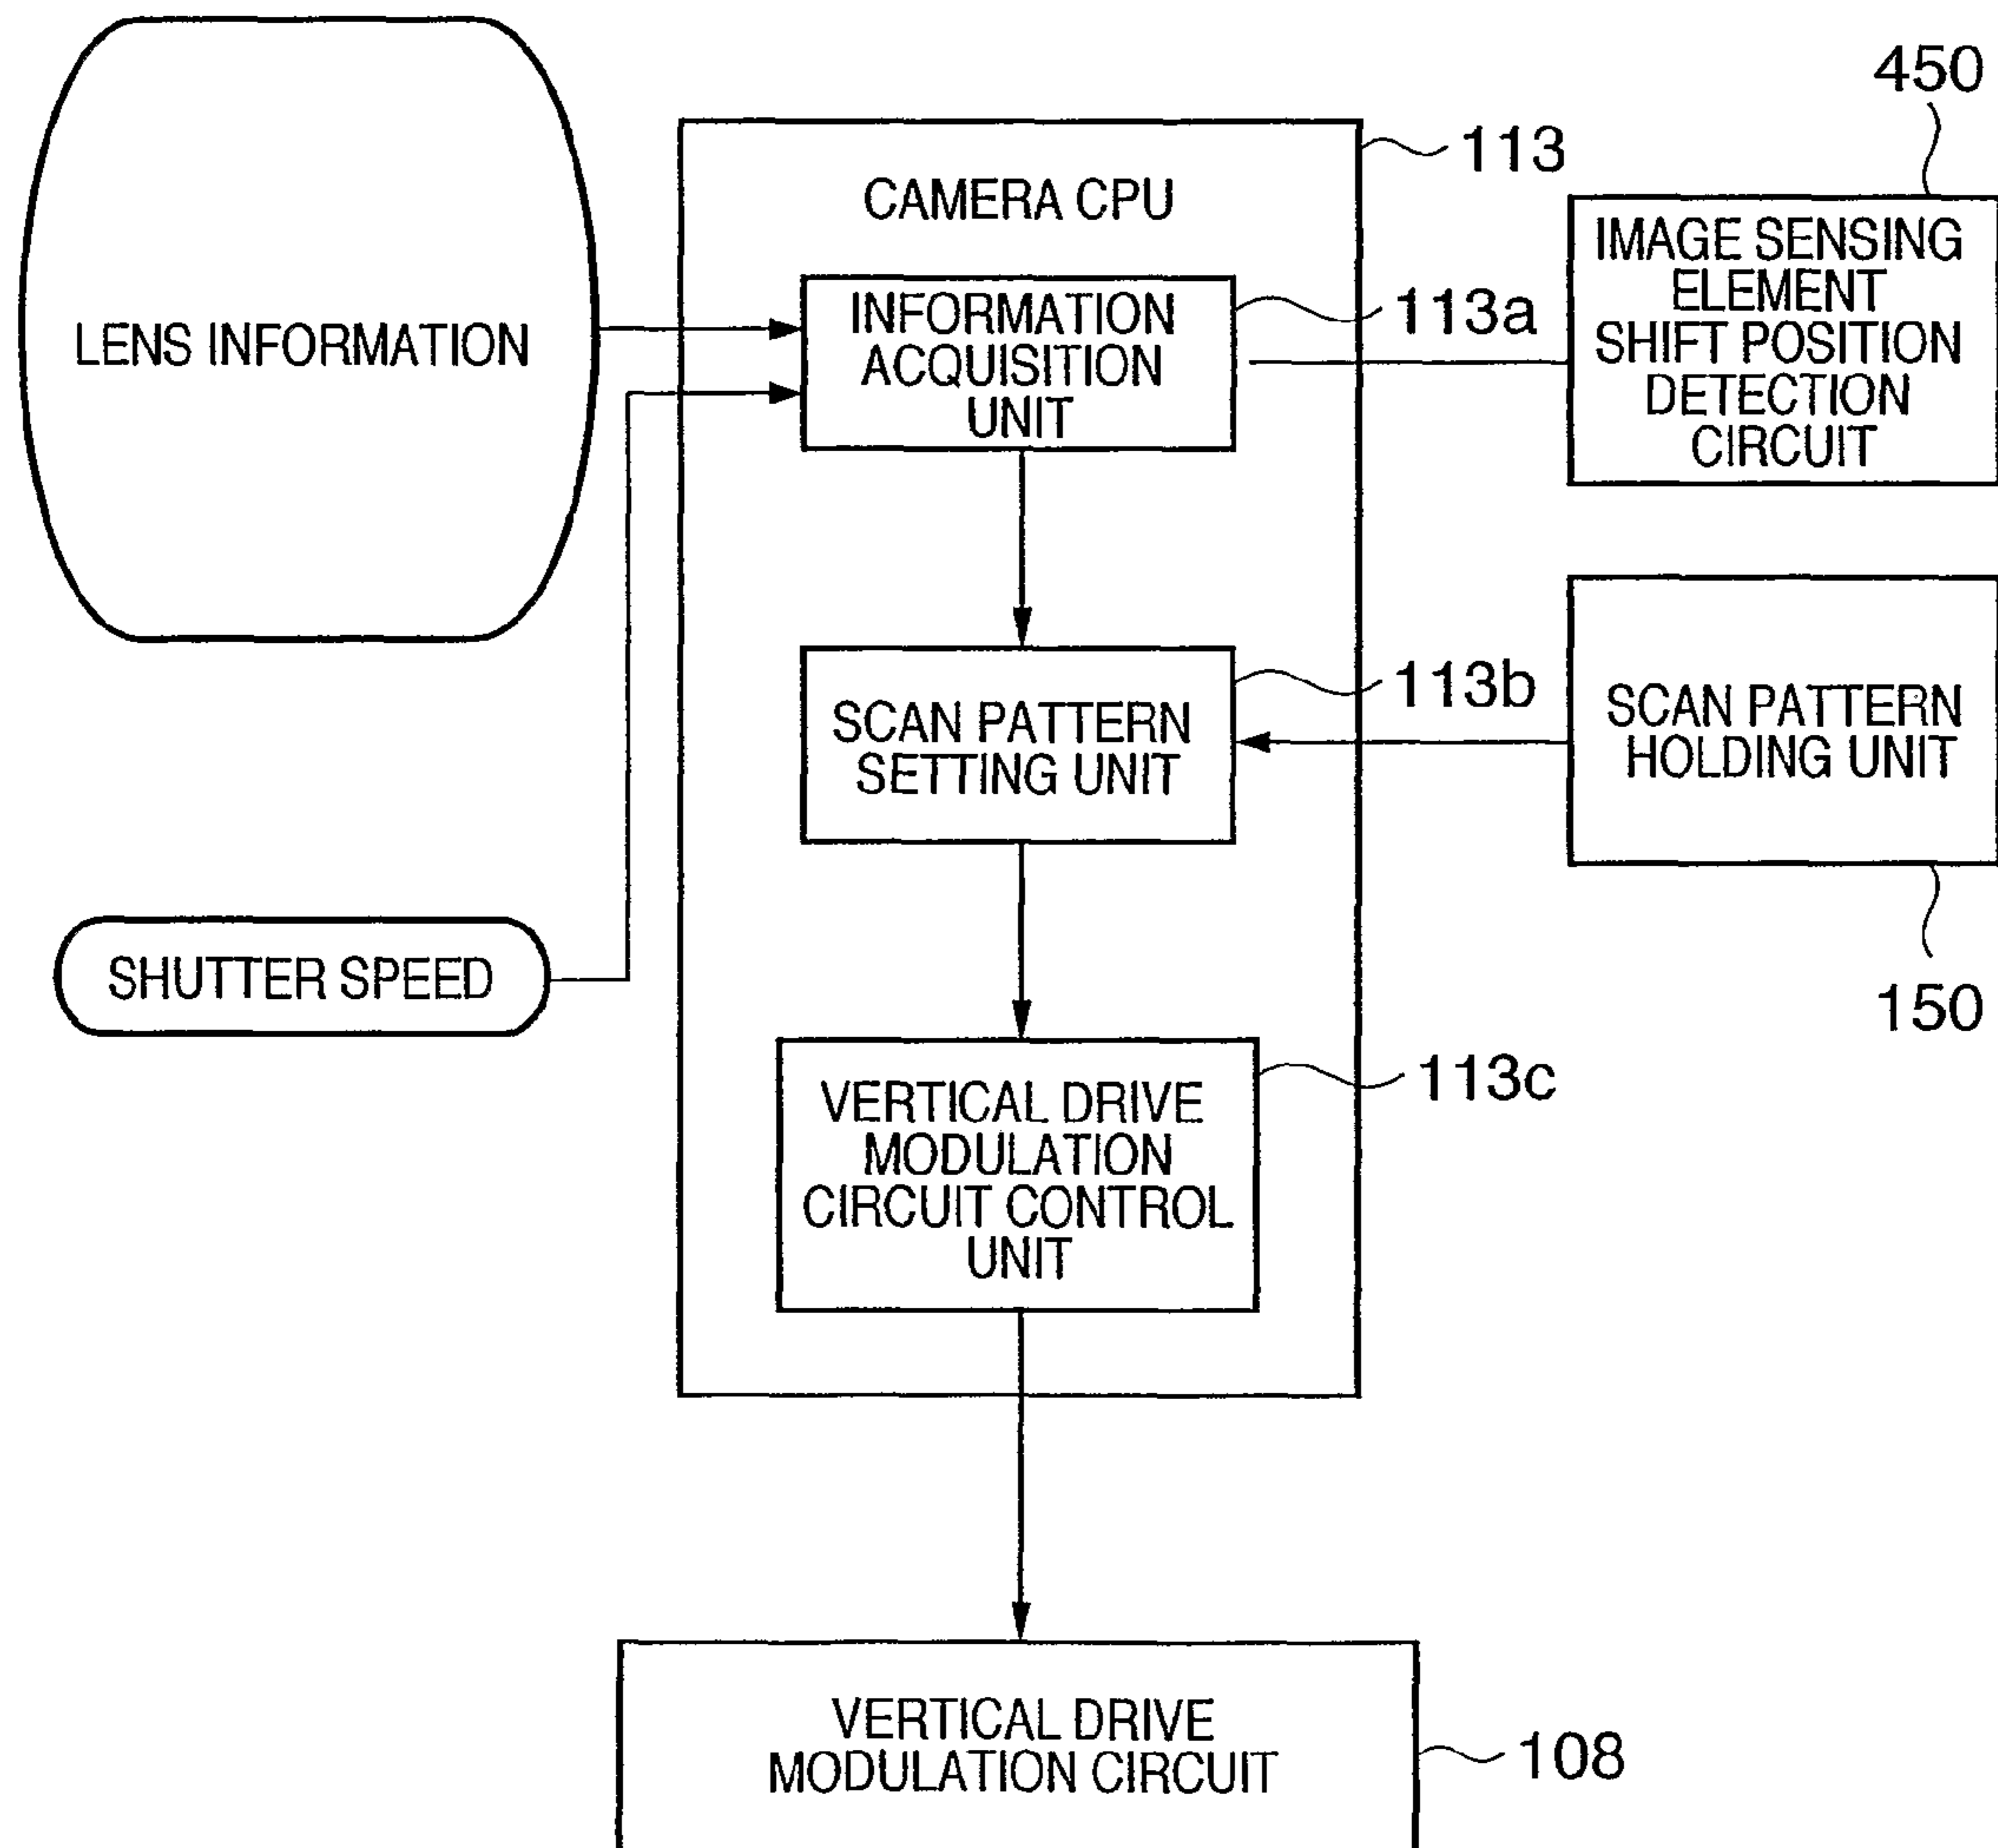 450
113
CAMERA CPU
IMAGE SENSING
ELEMENT
SHIFT POSITION
DETECTION
CIRCUIT
INFORMATION
ACQUISITION
UNIT
113a
LENS INFORMATION
113b
SCAN PATTERN
SETTING UNIT
SCAN PATTERN
HOLDING UNIT
SHUTTER SPEED
150
113c
VERTICAL DRIVE
MODULATION
CIRCUIT CONTROL
UNIT
VERTICAL DRIVE
MODULATION CIRCUIT
108